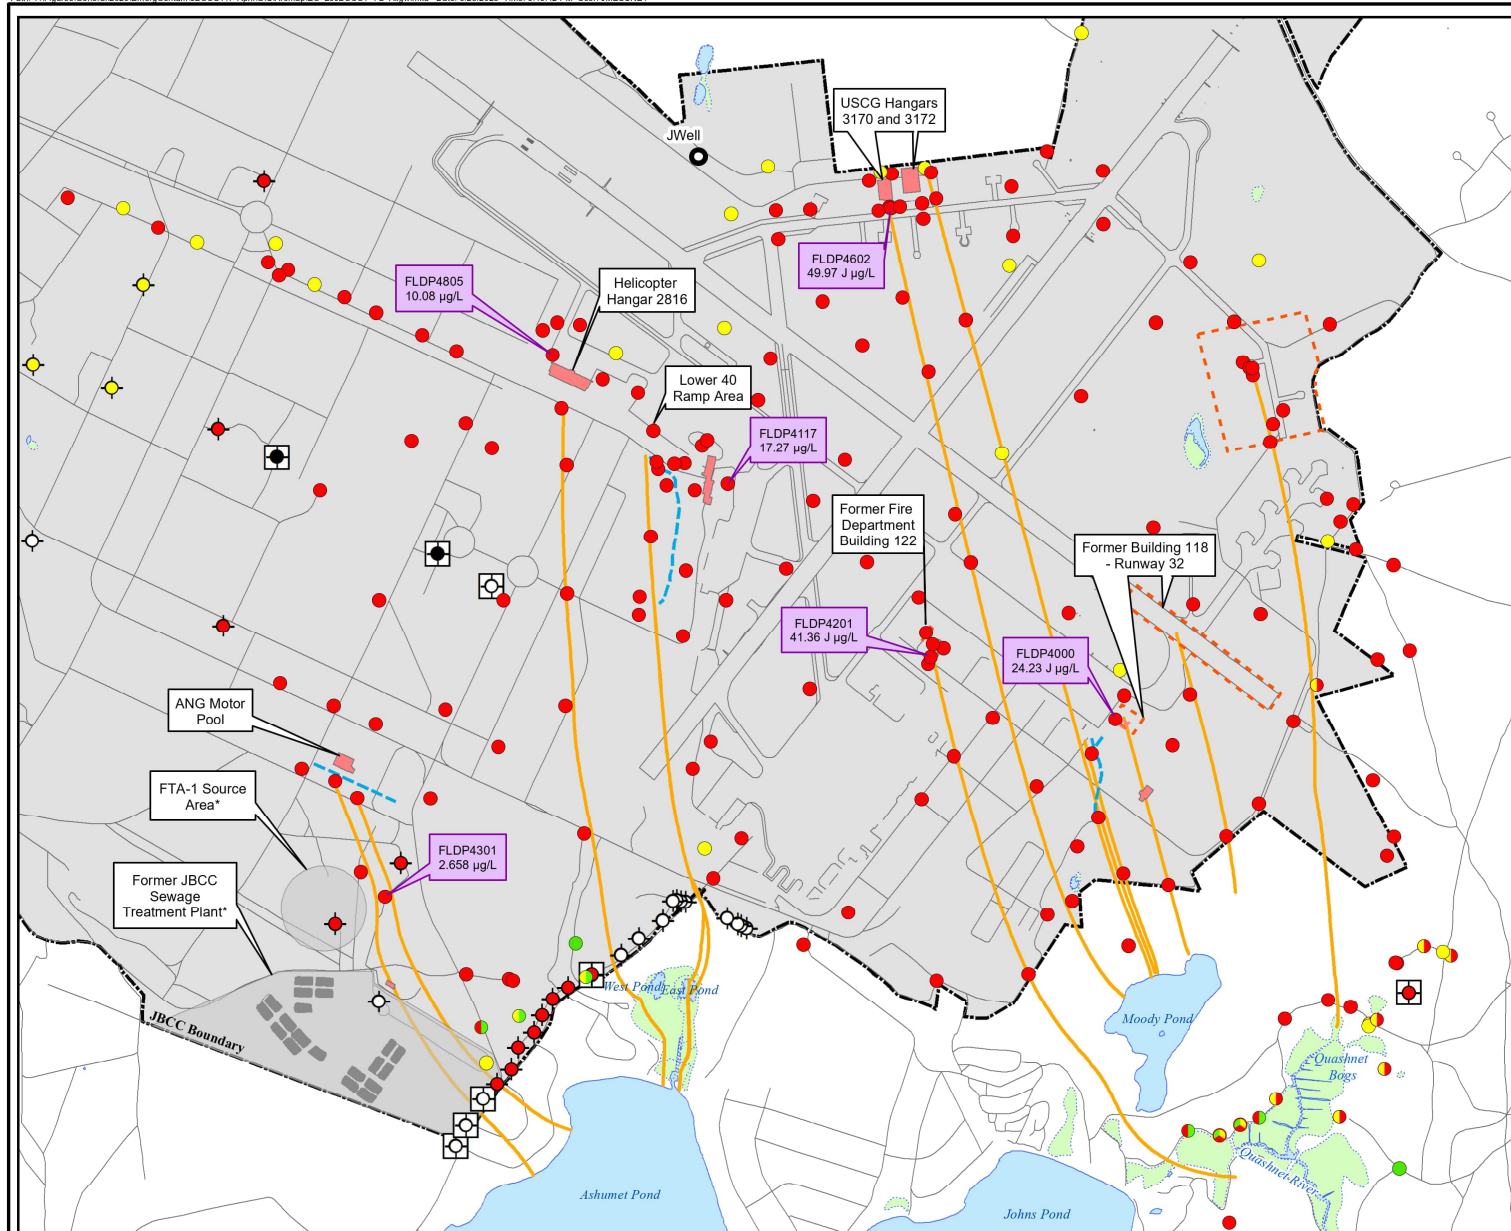 USCG Hangars
3170 and 3172
JWell
FLDP4602
49.97 J µg/L
FLDP4805
10.08 µg/L
Helicopter
Hangar 2816
Lower 40
Ramp Area
FLDP4117
17.27 µg/L
Former Fire
Department
Building 122
Former Building 118
- Runway 32
FLDP4201
41.36 J µg/L
FLDP4000
24.23 J µg/L
ANG Motor
Pool
FTA-1 Source
Area*
FLDP4301
2.658 µg/L
Former JBCC
Sewage
Treatment Plant*
JBCC Boundary
West Pond
East Pond
Moody Pond
Quashnet
Bogs
Quashnet River
Ashumet Pond
Johns Pond